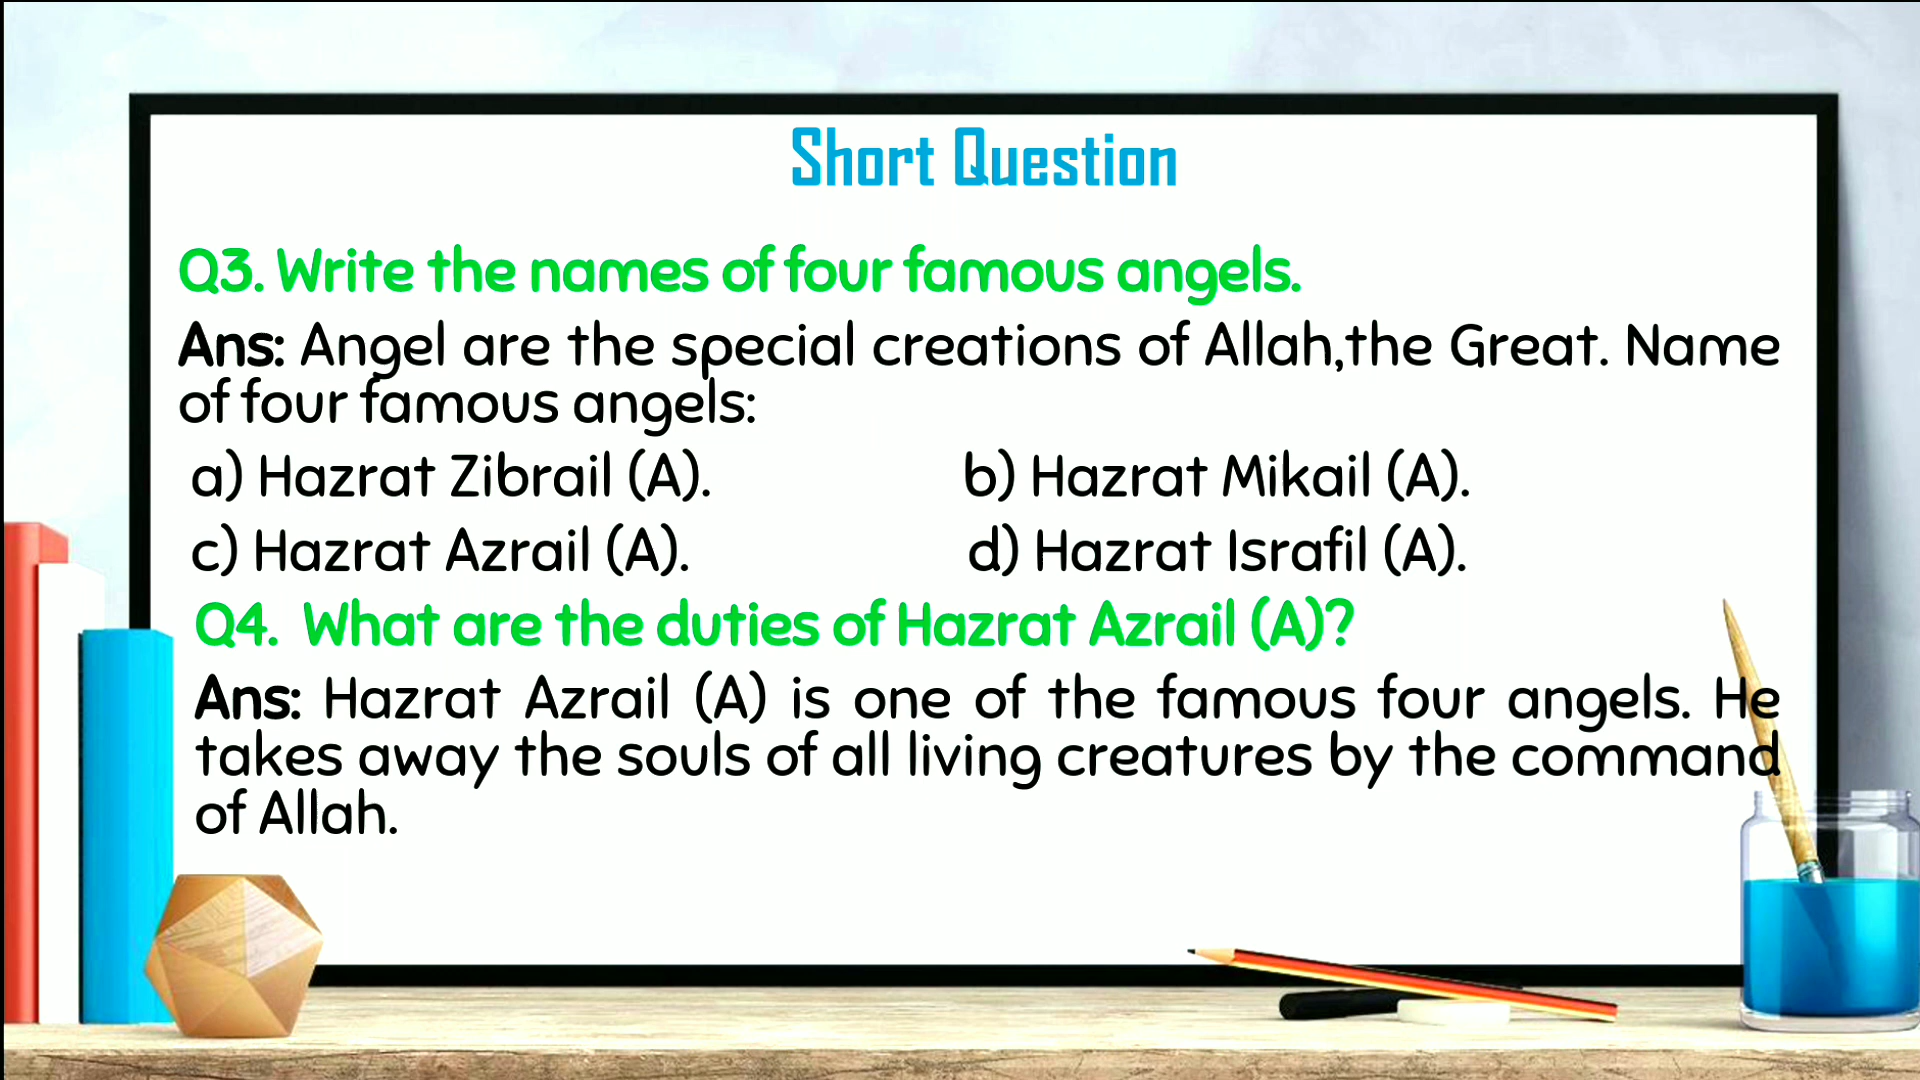 Short Question
Q3. Write the names of four famous angels.
Ans: Angel are the special creations of Allah,the Great. Name
of four famous angels:
a) Hazrat Zibrail (A). b) Hazrat Mikail (A).
c) Hazrat Azrail (A). d) Hazrat Israfil (A).
Q4. What are the duties of Hazrat Azrail (A)?
Ans: Hazrat Azrail (A) is one of the famous four angels. He
takes away the souls of all living creatures by the command
of Allah.